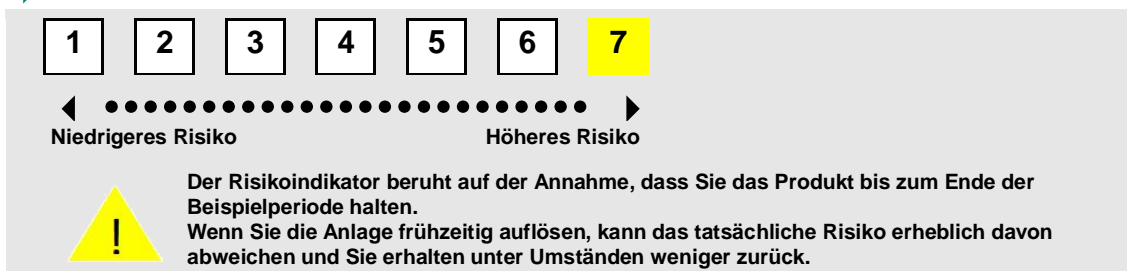 1 2 3 4 5 6 7
Niedrigeres Risiko Höheres Risiko
Der Risikoindikator beruht auf der Annahme, dass Sie das Produkt bis zum Ende der
Beispielperiode halten.
!
Wenn Sie die Anlage frühzeitig auflösen, kann das tatsächliche Risiko erheblich davon
abweichen und Sie erhalten unter Umständen weniger zurück.